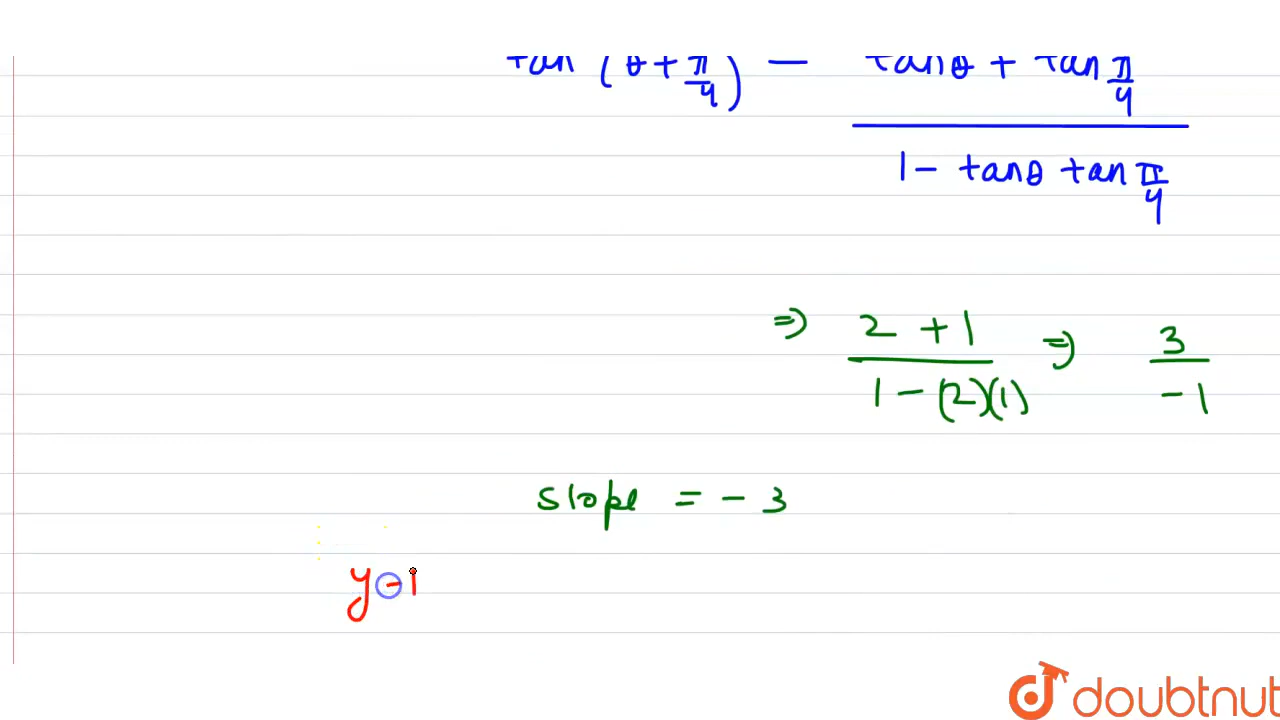 tan (θ + π/4) — tanθ + tan π/4
1 - tanθ tan π/4
⇒ 2 + 1 / 1 - (2)(1) ⇒ 3 / -1
slope = - 3
y - 1
doubtnut